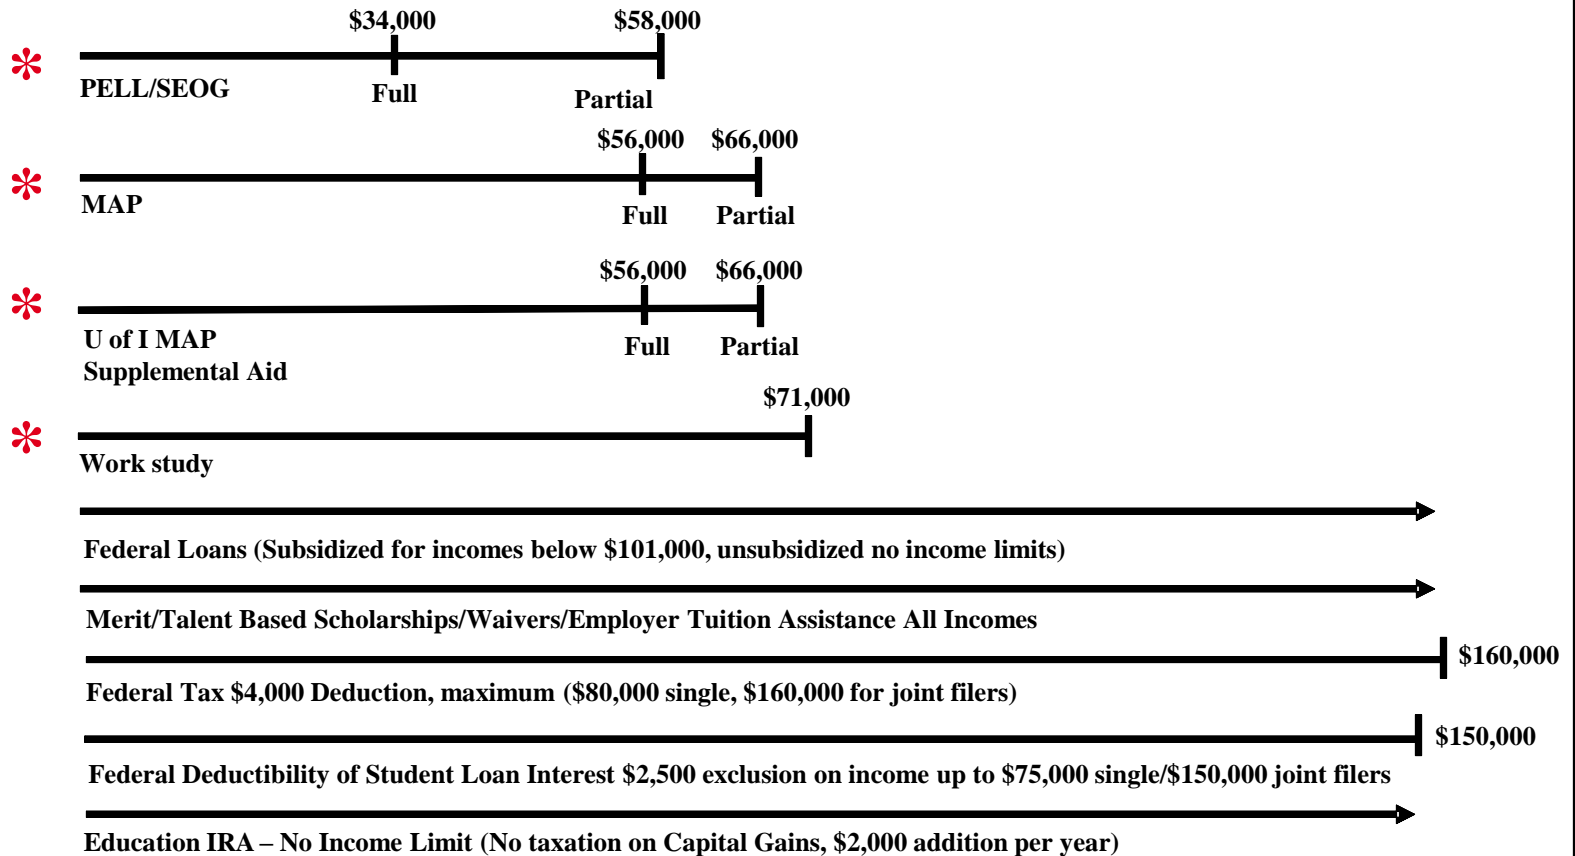 $34,000 $58,000
* PELL/SEOG Full Partial
$56,000 $66,000
* MAP Full Partial
$56,000 $66,000
* U of I MAP Full Partial
Supplemental Aid
$71,000
* Work study
Federal Loans (Subsidized for incomes below $101,000, unsubsidized no income limits)
Merit/Talent Based Scholarships/Waivers/Employer Tuition Assistance All Incomes
$160,000
Federal Tax $4,000 Deduction, maximum ($80,000 single, $160,000 for joint filers)
$150,000
Federal Deductibility of Student Loan Interest $2,500 exclusion on income up to $75,000 single/$150,000 joint filers
Education IRA – No Income Limit (No taxation on Capital Gains, $2,000 addition per year)